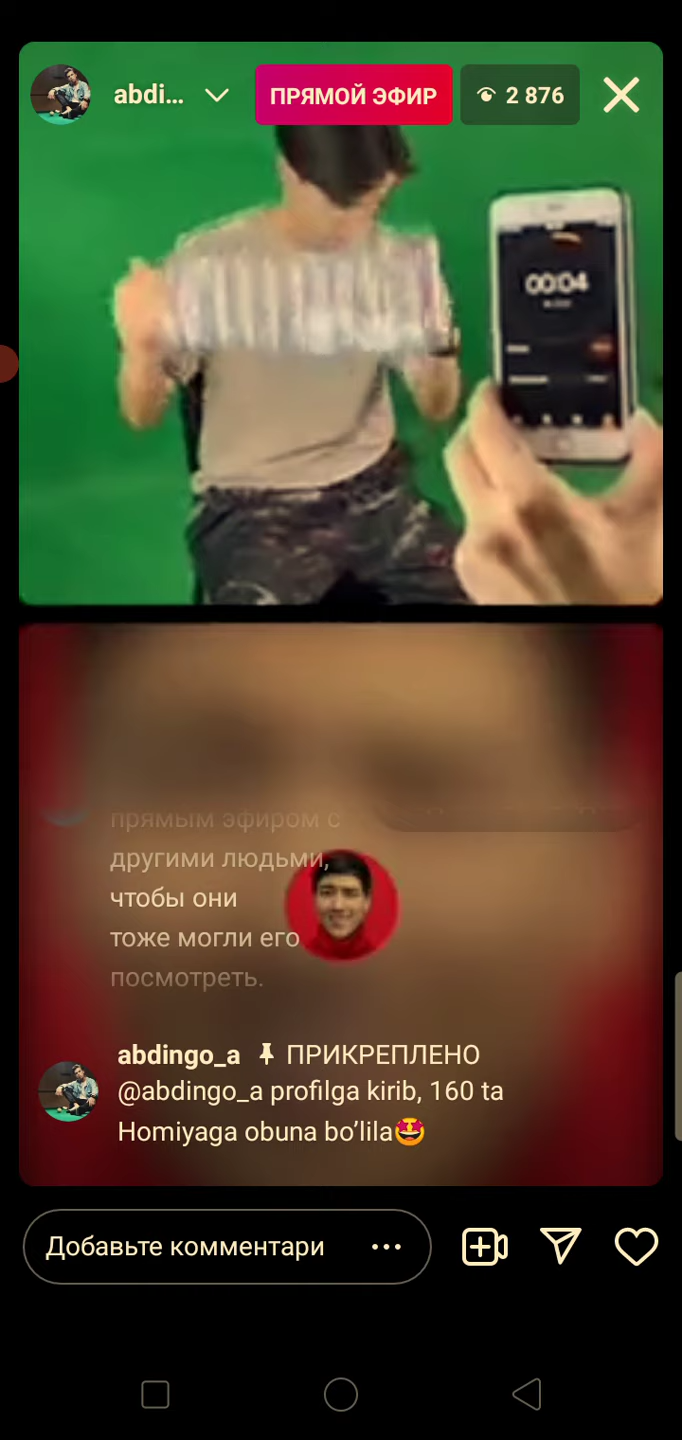 abdi...
ПРЯМОЙ ЭФИР
2 876
00:04
прямым эфиром с
другими людьми,
чтобы они
тоже могли его
посмотреть.
abdingo_a ПРИКРЕПЛЕНО
@abdingo_a profilga kirib, 160 ta
Homiyaga obuna bo’lila🤩
Добавьте комментари